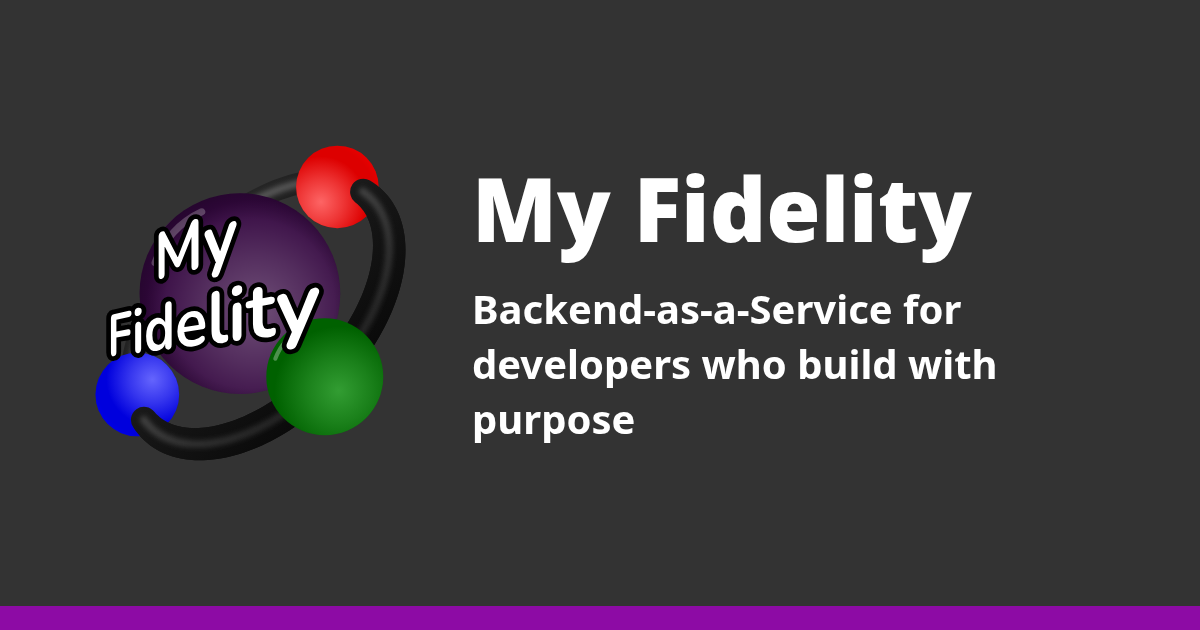 My
Fidelity
My Fidelity
Backend-as-a-Service for
developers who build with
purpose